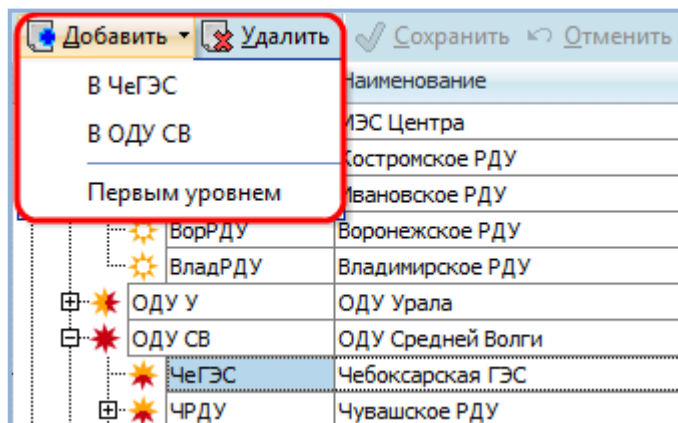 Добавить Удалить Сохранить Отменить
В ЧеГЭС
Наименование
МЭС Центра
В ОДУ СВ
Костромское РДУ
Первым уровнем
Ивановское РДУ
ВорРДУ Воронежское РДУ
ВладРДУ Владимирское РДУ
ОДУ У ОДУ Урала
ОДУ СВ ОДУ Средней Волги
ЧеГЭС Чебоксарская ГЭС
ЧРДУ Чувашское РДУ